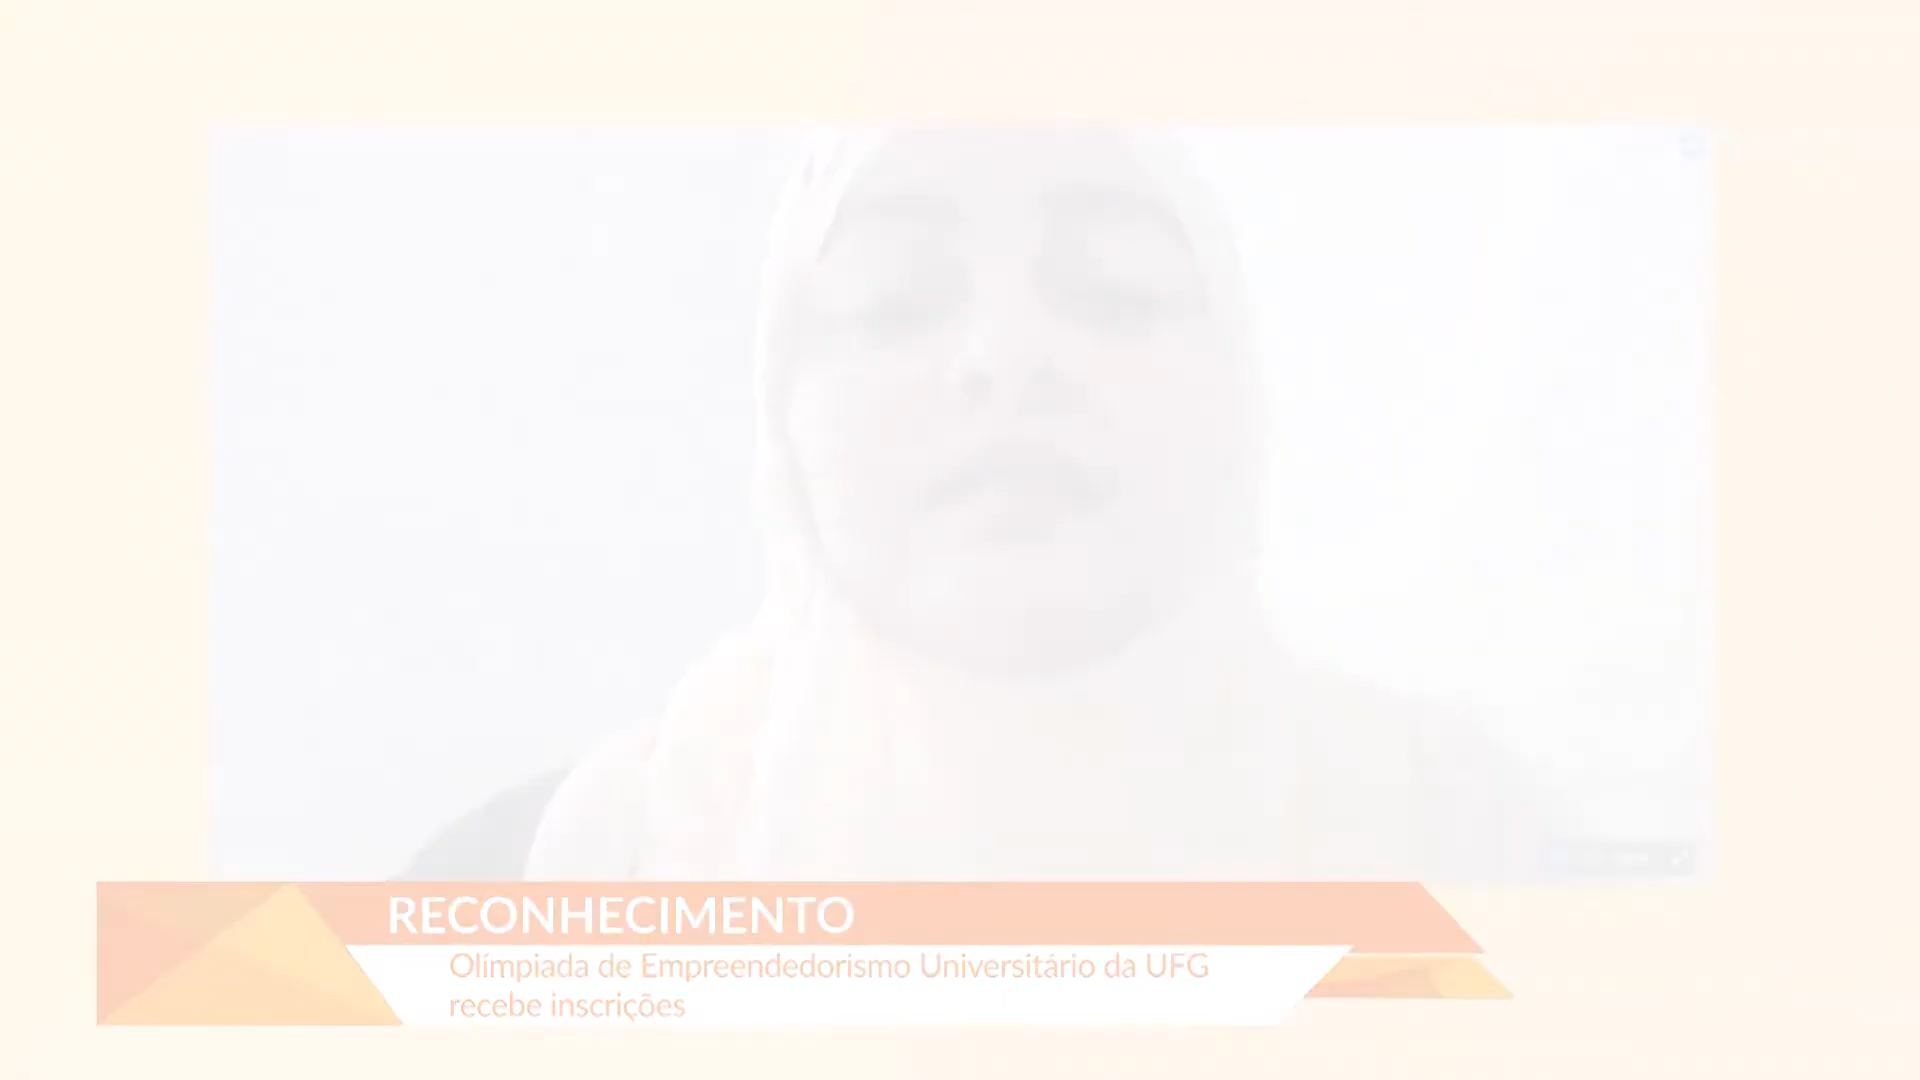 RECONHECIMENTO
Olímpiada de Empreendedorismo Universitário da UFG
recebe inscrições